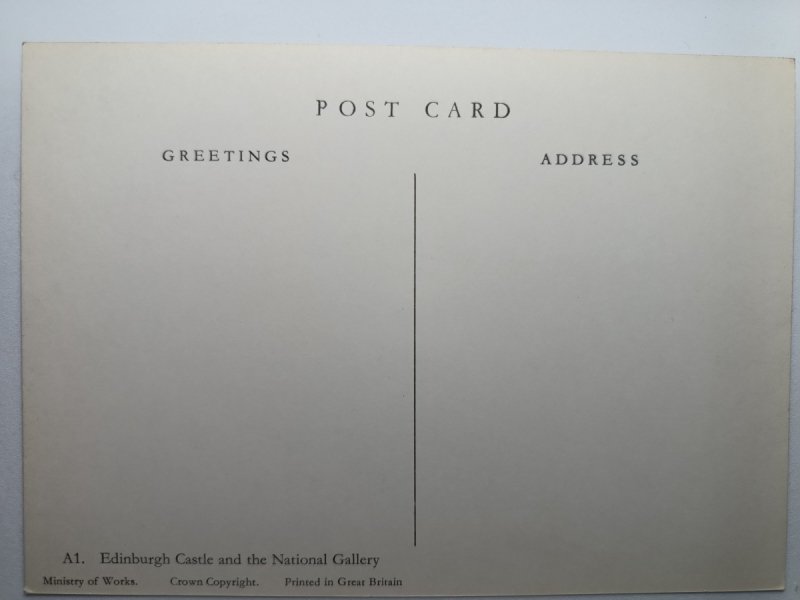 POST CARD
GREETINGS
ADDRESS
A1. Edinburgh Castle and the National Gallery
Ministry of Works. Crown Copyright. Printed in Great Britain